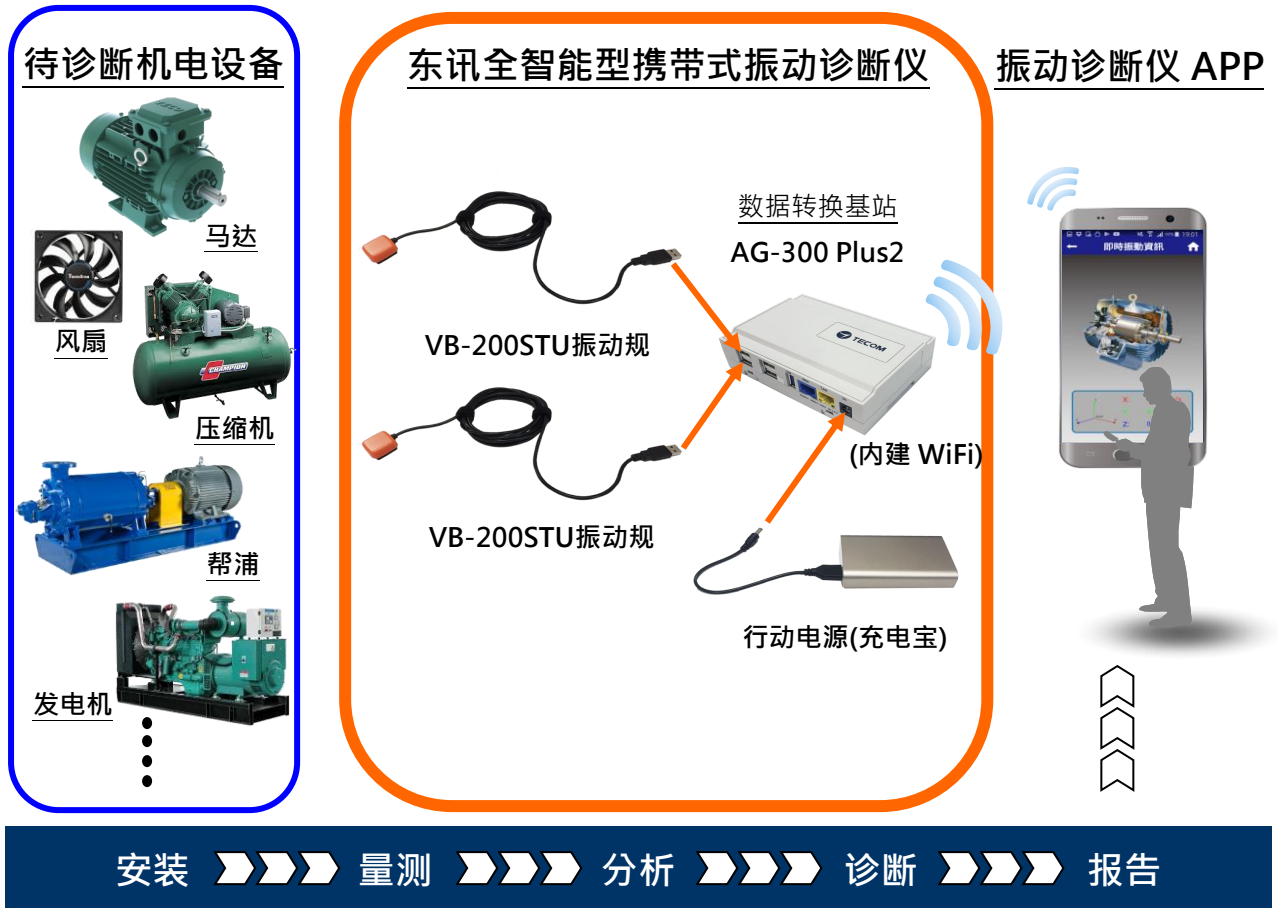 待诊断机电设备
马达
风扇
CHAMPION
压缩机
帮浦
发电机
东讯全智能型携带式振动诊断仪
VB-200STU振动规
VB-200STU振动规
数据转换基站
AG-300 Plus2
TECOM
(内建 WiFi)
行动电源(充电宝)
振动诊断仪 APP
19:01
即時振動資訊
X:
Z:
安装 量测 分析 诊断 报告